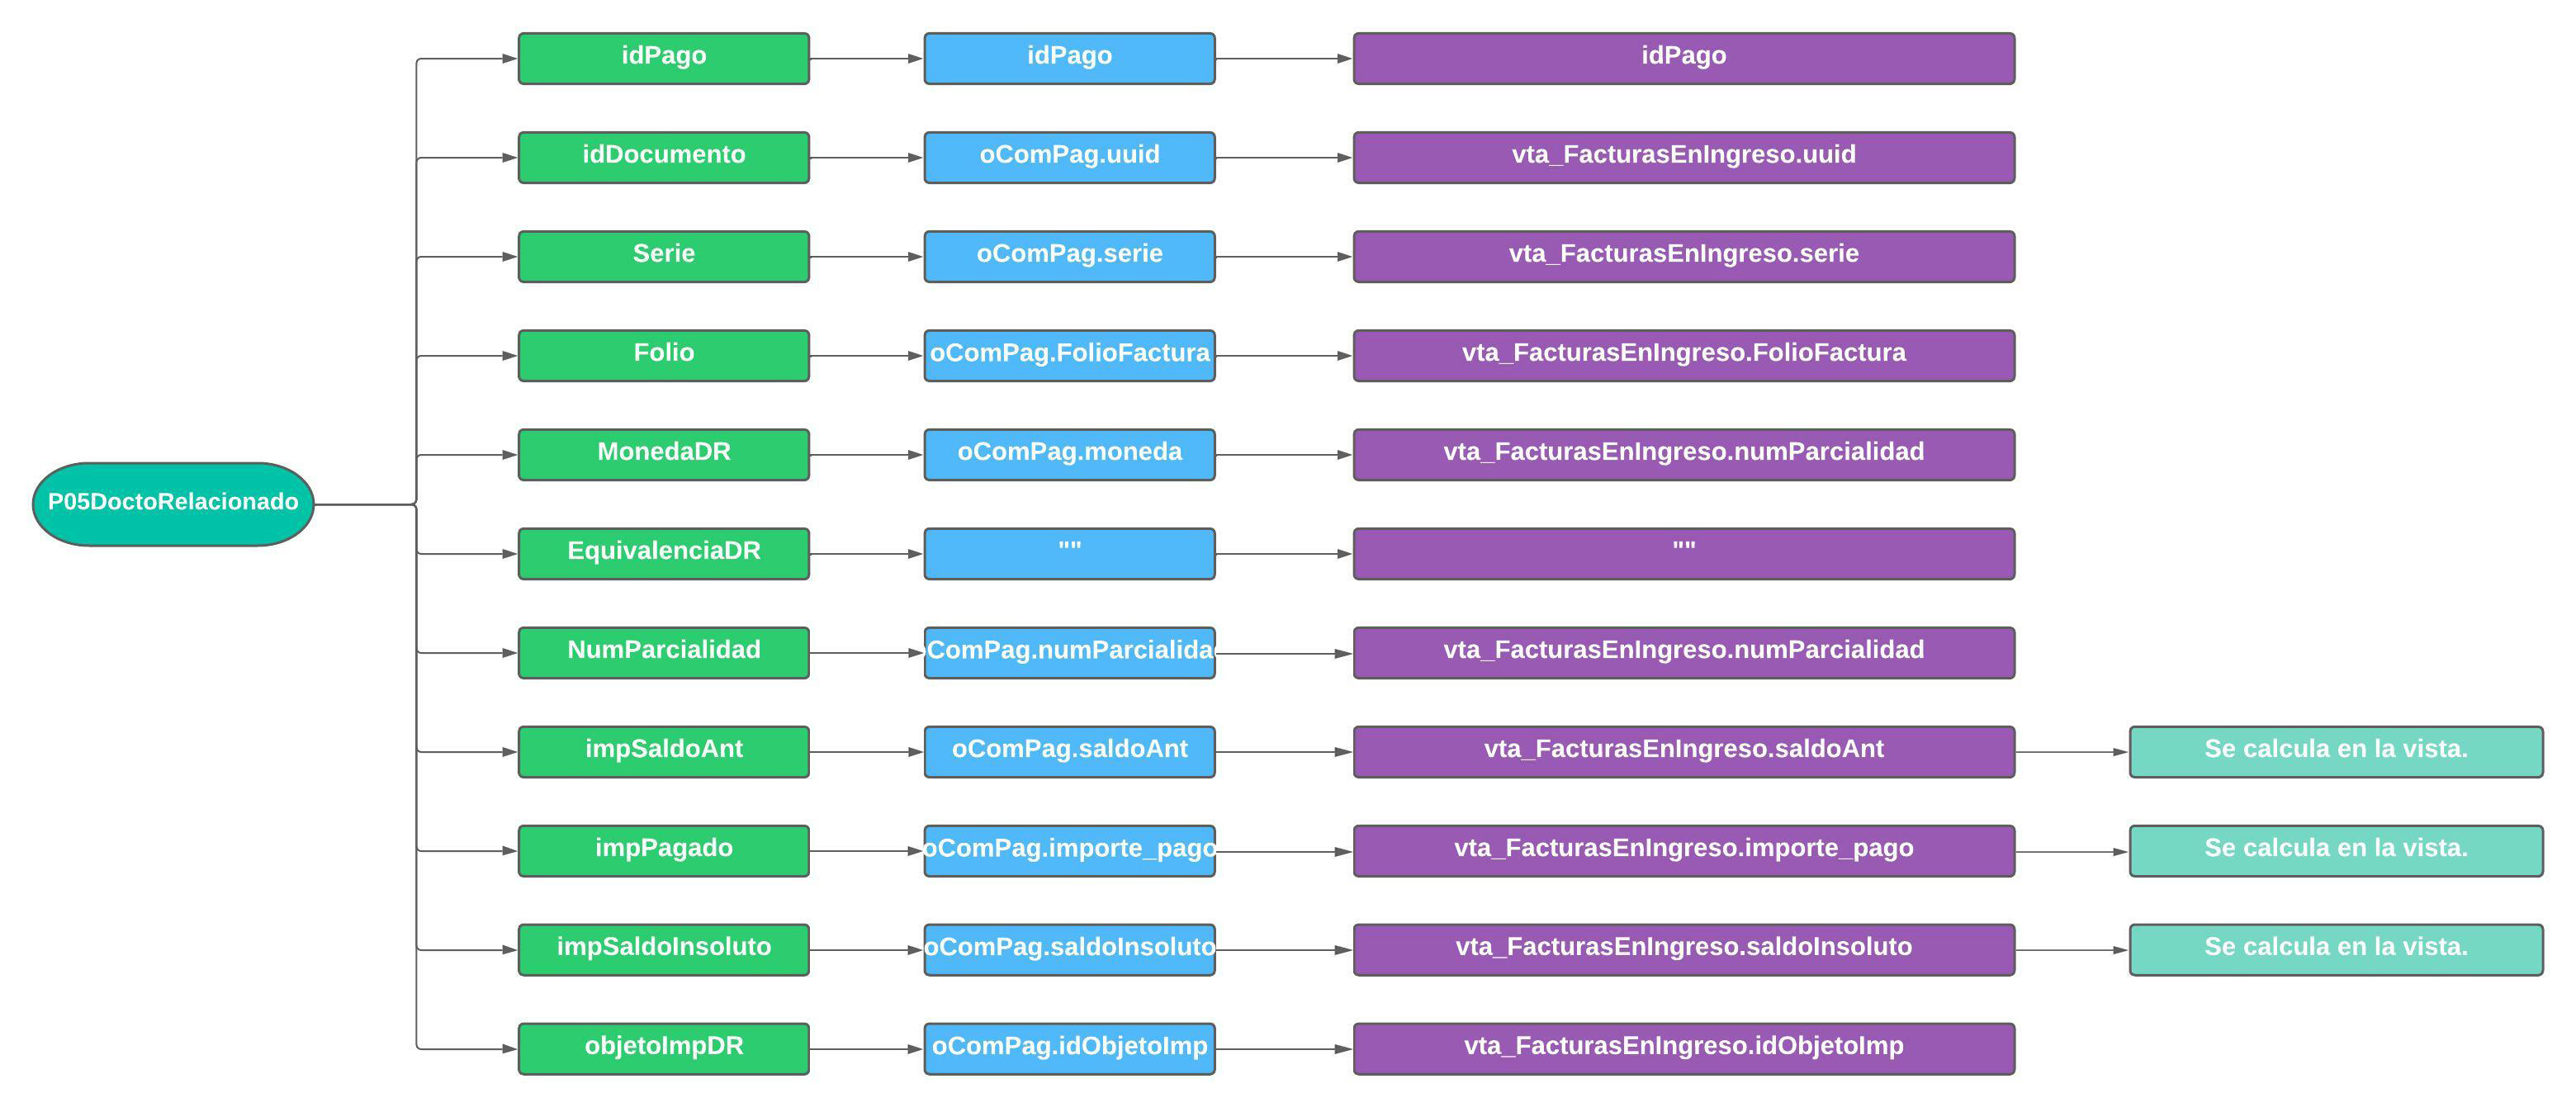 P05DoctoRelacionado
idPago
idPago
idPago
idDocumento
oComPag.uuid
vta_FacturasEnIngreso.uuid
Serie
oComPag.serie
vta_FacturasEnIngreso.serie
Folio
oComPag.FolioFactura
vta_FacturasEnIngreso.FolioFactura
MonedaDR
oComPag.moneda
vta_FacturasEnIngreso.numParcialidad
EquivalenciaDR
""
""
NumParcialidad
oComPag.numParcialidad
vta_FacturasEnIngreso.numParcialidad
impSaldoAnt
oComPag.saldoAnt
vta_FacturasEnIngreso.saldoAnt
Se calcula en la vista.
impPagado
oComPag.importe_pago
vta_FacturasEnIngreso.importe_pago
Se calcula en la vista.
impSaldoInsoluto
oComPag.saldoInsoluto
vta_FacturasEnIngreso.saldoInsoluto
Se calcula en la vista.
objetoImpDR
oComPag.idObjetoImp
vta_FacturasEnIngreso.idObjetoImp